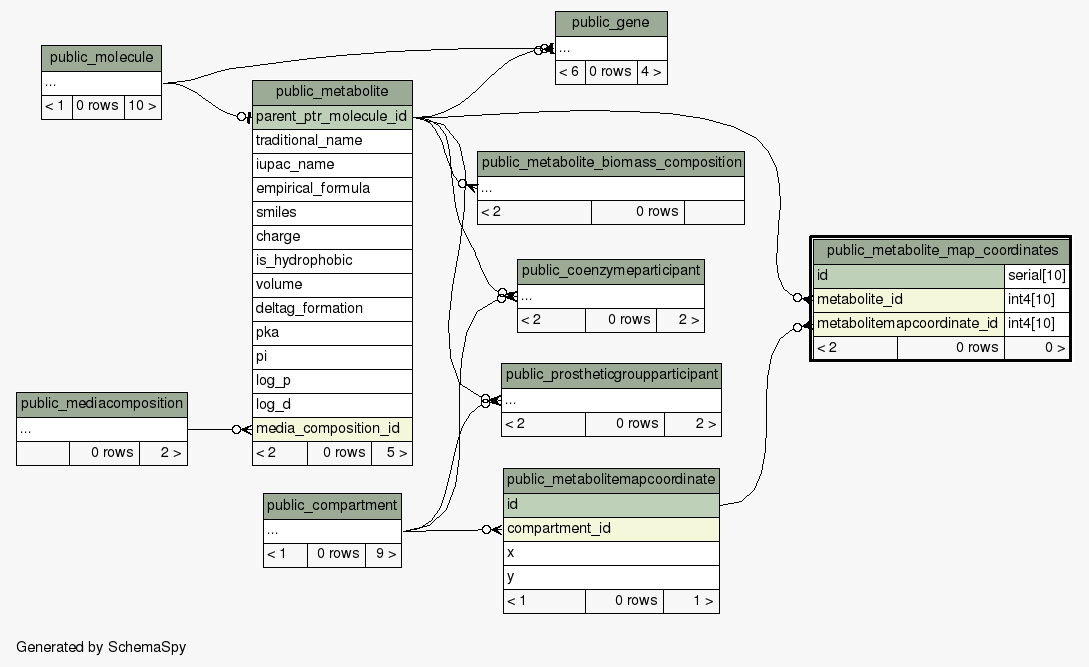 public_gene
...
< 6 0 rows 4 >
public_molecule
...
< 1 0 rows 10 >
public_metabolite
parent_ptr_molecule_id
traditional_name
iupac_name
empirical_formula
smiles
charge
is_hydrophobic
volume
deltag_formation
pka
pi
log_p
log_d
media_composition_id
< 2 0 rows 5 >
public_metabolite_biomass_composition
...
< 2 0 rows
public_metabolite_map_coordinates
id serial[10]
metabolite_id int4[10]
metabolitemapcoordinate_id int4[10]
< 2 0 rows 0 >
public_coenzymeparticipant
...
< 2 0 rows 2 >
public_prostheticgroupparticipant
...
< 2 0 rows 2 >
public_mediacomposition
...
0 rows 2 >
public_metabolitemapcoordinate
id
compartment_id
x
y
< 1 0 rows 1 >
public_compartment
...
< 1 0 rows 9 >
Generated by SchemaSpy